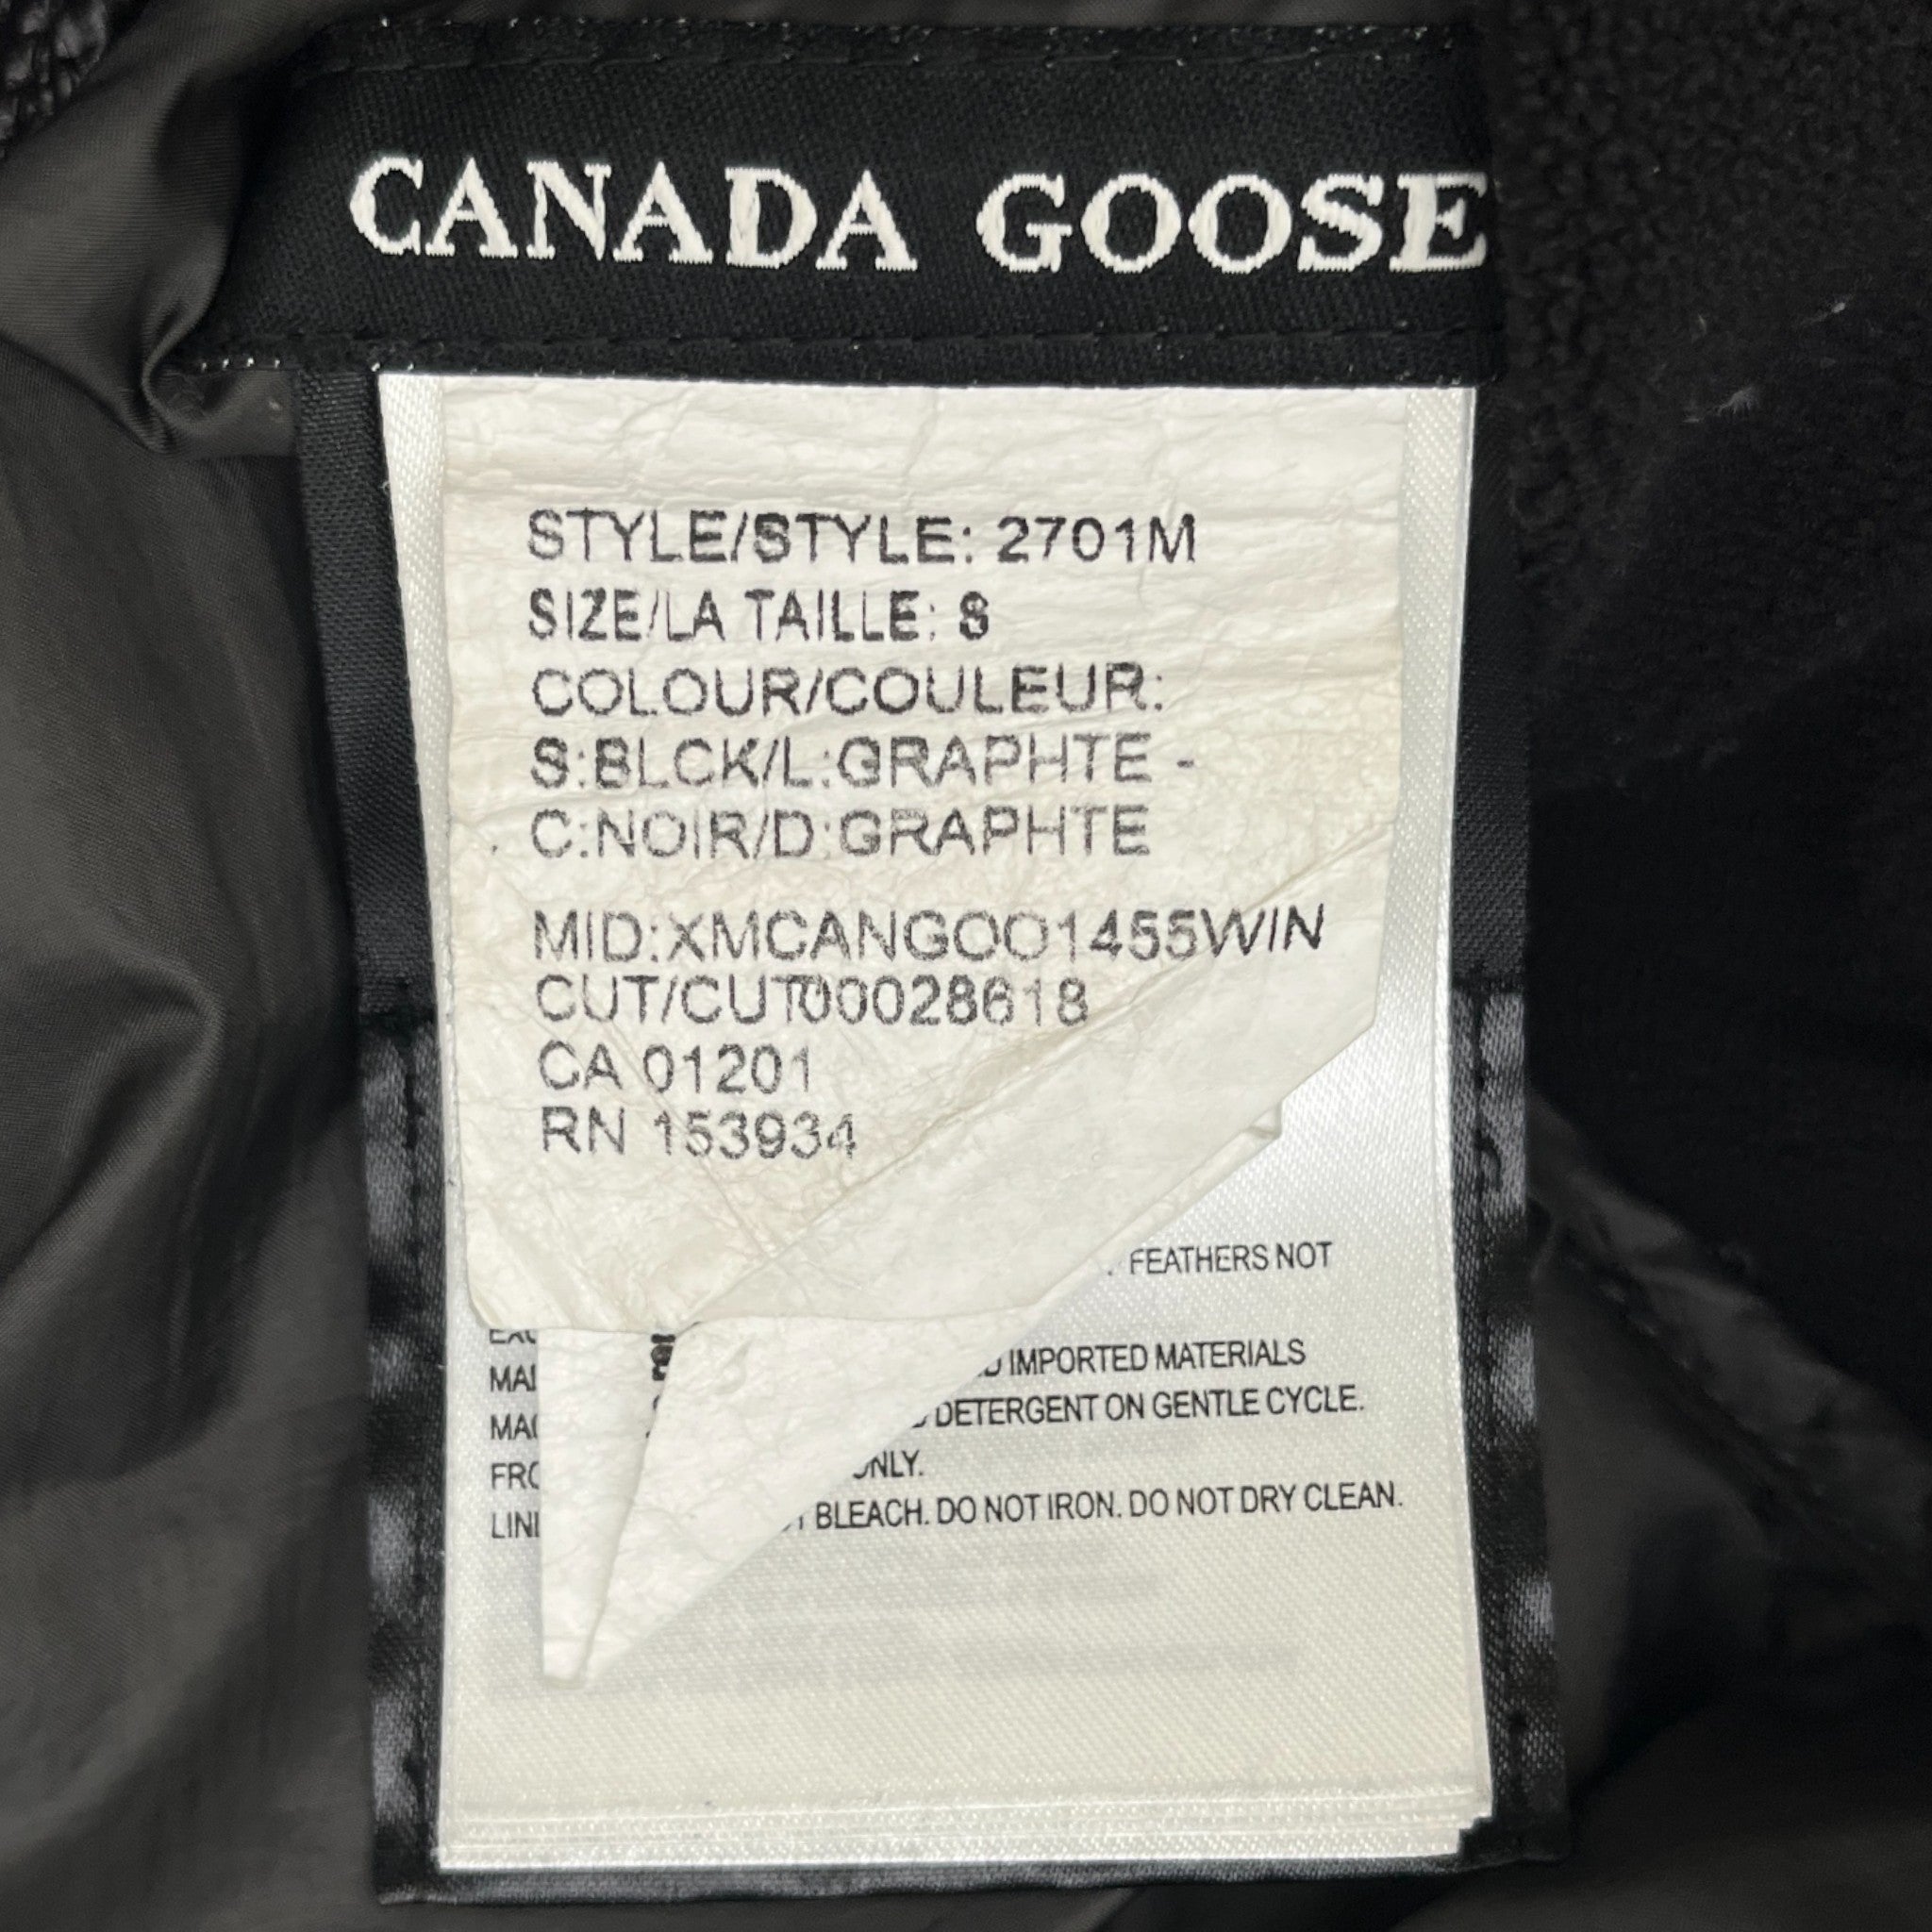 CANADA GOOSE
STYLE/STYLE: 2701M
SIZE/LA TAILLE: S
COLOUR/COULEUR:
S:BLCK/L:GRAPHTE -
C:NOIR/D:GRAPHTE
MID:XMCANGOO1455WIN
CUT/CUT00028618
CA 01201
RN 153934
FEATHERS NOT
IMPORTED MATERIALS
DETERGENT ON GENTLE CYCLE.
BLEACH. DO NOT IRON. DO NOT DRY CLEAN.